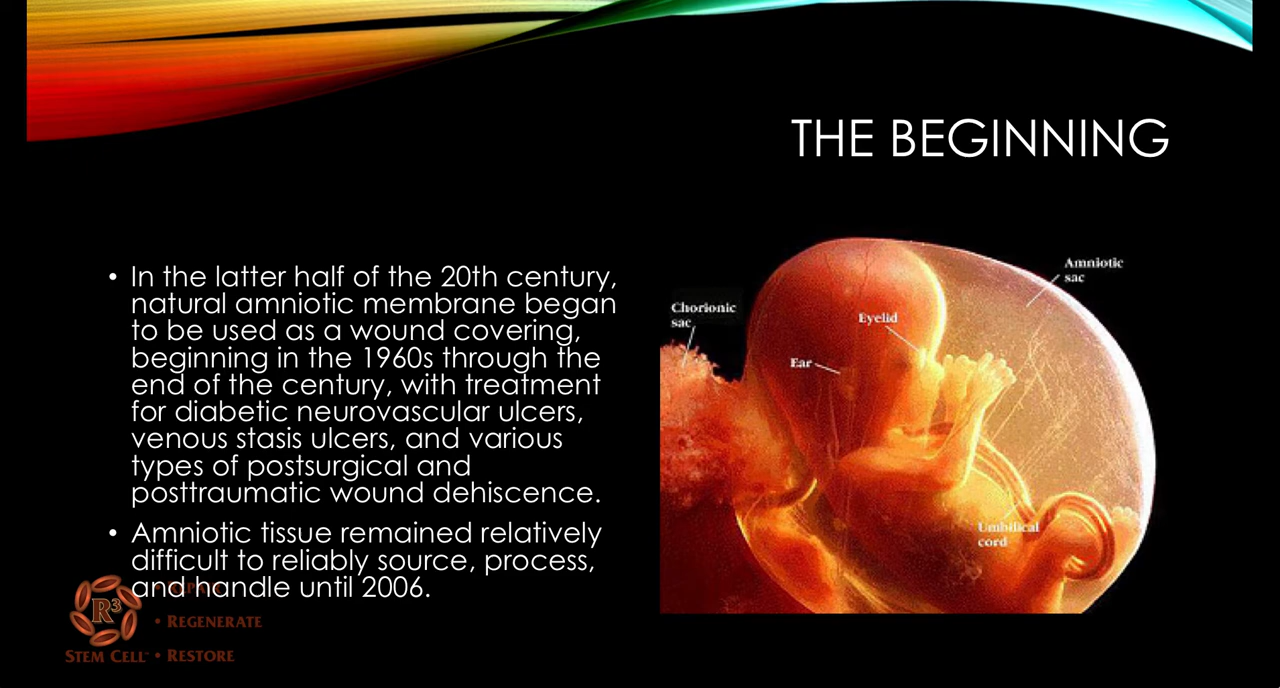 THE BEGINNING
• In the latter half of the 20th century,
natural amniotic membrane began
to be used as a wound covering,
beginning in the 1960s through the
end of the century, with treatment
for diabetic neurovascular ulcers,
venous stasis ulcers, and various
types of postsurgical and
posttraumatic wound dehiscence.
• Amniotic tissue remained relatively
difficult to reliably source, process,
and handle until 2006.
Chorionic
sac
Ear
Eyelid
Amniotic
sac
Umbilical
cord
R3
• REGENERATE
STEM CELL™ • RESTORE